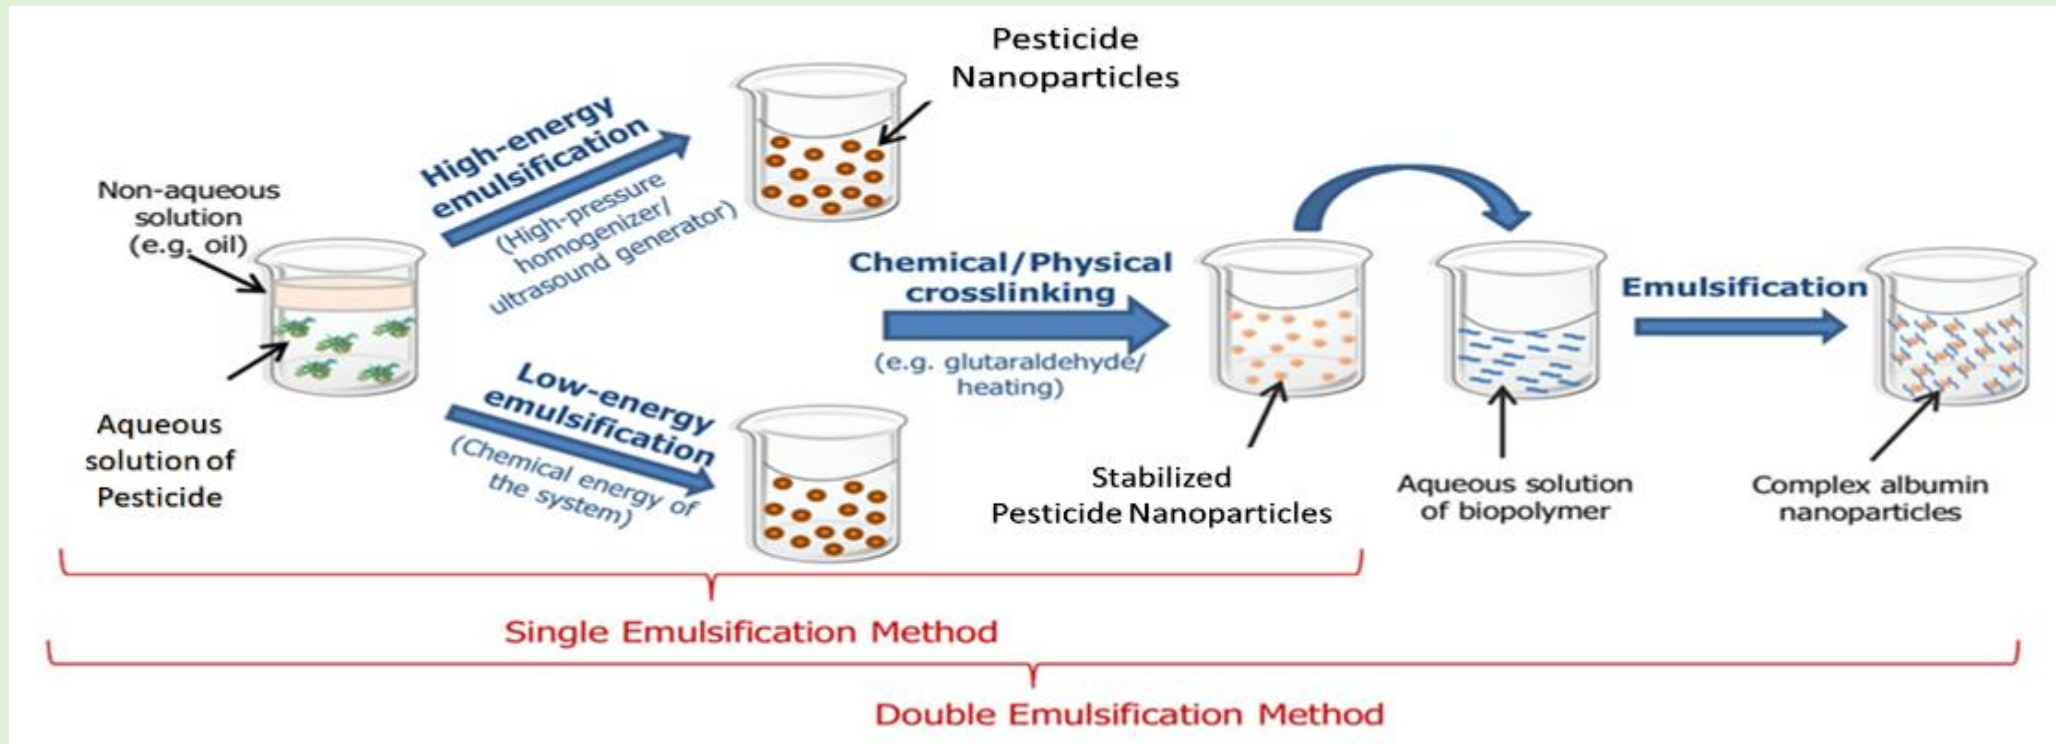 Non-aqueous
solution
(e.g. oil)
Aqueous
solution of
Pesticide
High-energy
emulsification
(High-pressure
homogenizer/
ultrasound generator)
Pesticide
Nanoparticles
Low-energy
emulsification
(Chemical energy of
the system)
Chemical/Physical
crosslinking
(e.g. glutaraldehyde/
heating)
Stabilized
Pesticide Nanoparticles
Aqueous solution
of biopolymer
Emulsification
Complex albumin
nanoparticles
Single Emulsification Method
Double Emulsification Method